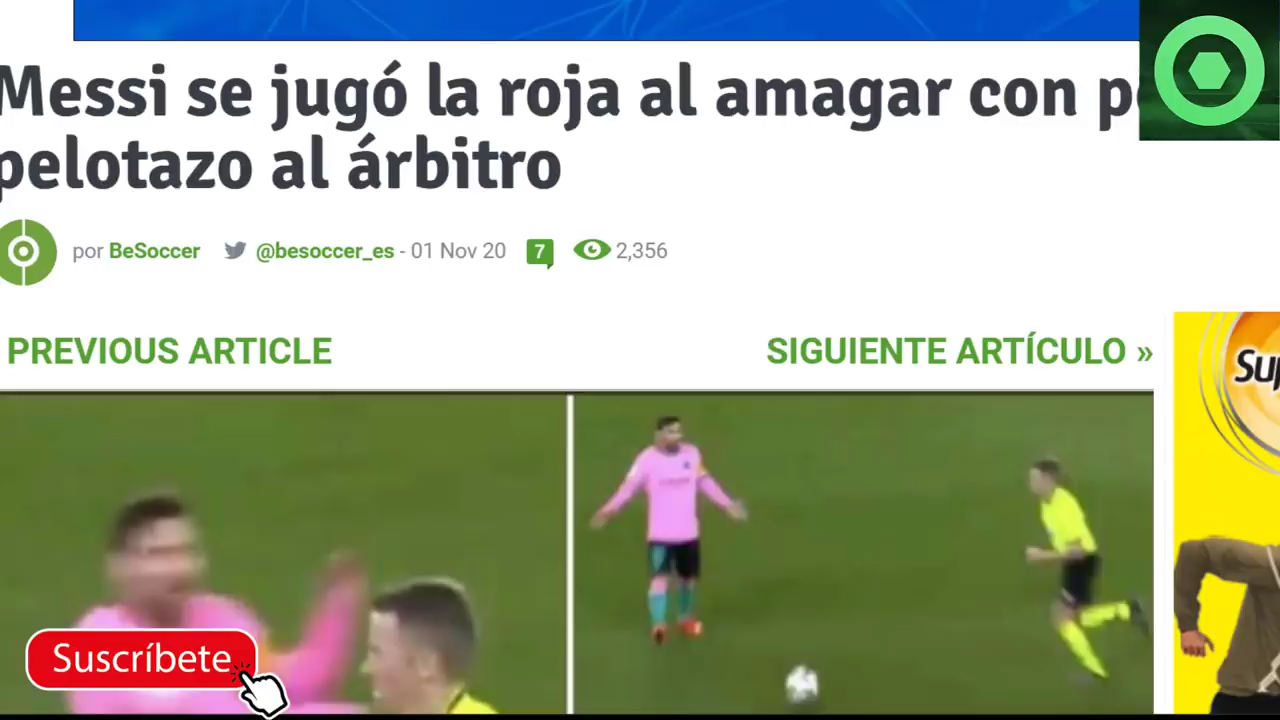 Messi se jugó la roja al amagar con
pelotazo al árbitro
por BeSoccer @besoccer_es - 01 Nov 20 7 2,356
PREVIOUS ARTICLE SIGUIENTE ARTÍCULO »
Suscríbete